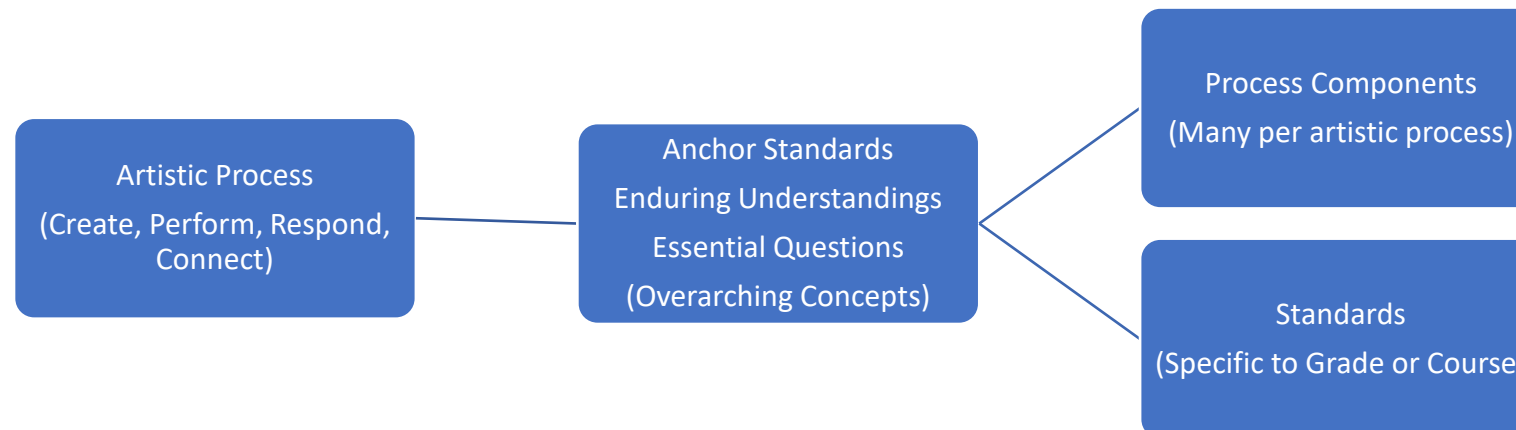 Artistic Process
(Create, Perform, Respond,
Connect)
Anchor Standards
Enduring Understandings
Essential Questions
(Overarching Concepts)
Process Components
(Many per artistic process)
Standards
(Specific to Grade or Course